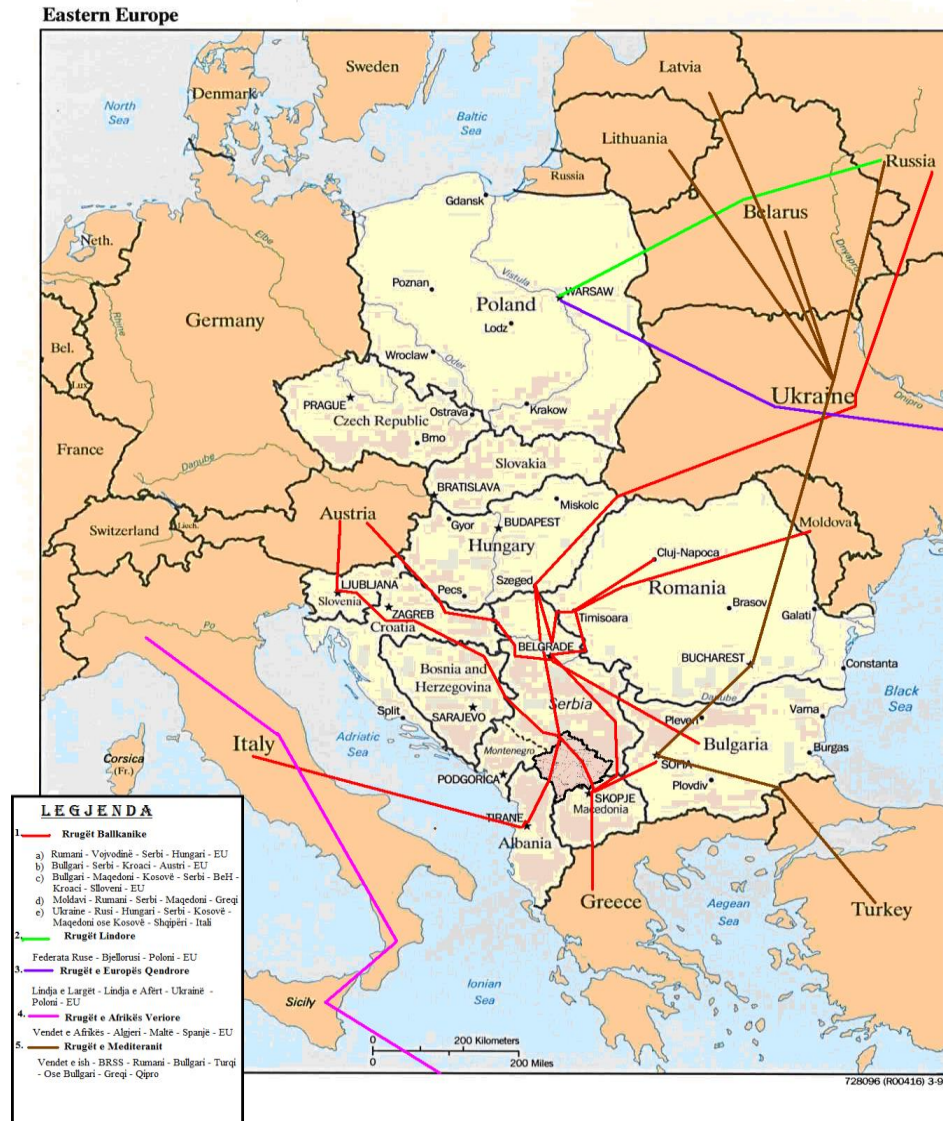 Eastern Europe
Sweden
Latvia
Denmark
North
Sea
Baltic
Sea
Lithuania
Russia
Russia
Gdansk
Belarus
Neth.
Elbe
Dnyapro
Vistula
WARSAW
Poznan
Poland
Germany
Rhine
Lodz
Bel.
Lux.
Wroclaw
Oder
Ukraine
Dnipro
PRAGUE
Czech Republic
Ostrava
Krakow
Brno
France
Danube
Slovakia
BRATISLAVA
Miskolc
Austria
Switzerland
Liech.
Gyor
BUDAPEST
Moldova
Hungary
Cluj-Napoca
Szeged
LJUBLJANA
Slovenia
Pecs
Romania
ZAGREB
Timisoara
Brasov
Galati
Po
Croatia
BELGRADE
Bosnia and
Herzegovina
BUCHAREST
Constanta
Serbia
Danube
Black
Sea
Split
SARAJEVO
Pleven
Varna
Adriatic
Sea
Italy
Montenegro
Bulgaria
Burgas
Corsica
(Fr.)
SOFIA
PODGORICA
Plovdiv
SKOPJE
Macedonia
TIRANE
Albania
Greece
Aegean
Sea
Turkey
Ionian
Sea
Sicily
LEGJENDA
1. Rrugët Ballkanike
a) Rumani - Vojvodinë - Serbi - Hungari - EU
b) Bullgari - Serbi - Kroaci - Austri - EU
c) Bullgari - Maqedoni - Kosovë - Serbi - BeH -
Kroaci - Slloveni - EU
d) Moldavi - Rumani - Serbi - Maqedoni - Greqi
e) Ukraine - Rusi - Hungari - Serbi - Kosovë -
Maqedoni ose Kosovë - Shqipëri - Itali
2. Rrugët Lindore
Federata Ruse - Bjellorusi - Poloni - EU
3. Rrugët e Europës Qendrore
Lindja e Largët - Lindja e Afërt - Ukrainë -
Poloni - EU
4. Rrugët e Afrikës Veriore
Vendet e Afrikës - Algjeri - Maltë - Spanjë - EU
5. Rrugët e Mediteranit
Vendet e ish - BRSS - Rumani - Bullgari - Turqi
- Ose Bullgari - Greqi - Qipro
0 200 Kilometers
0 200 Miles
728096 (R00416) 3-9